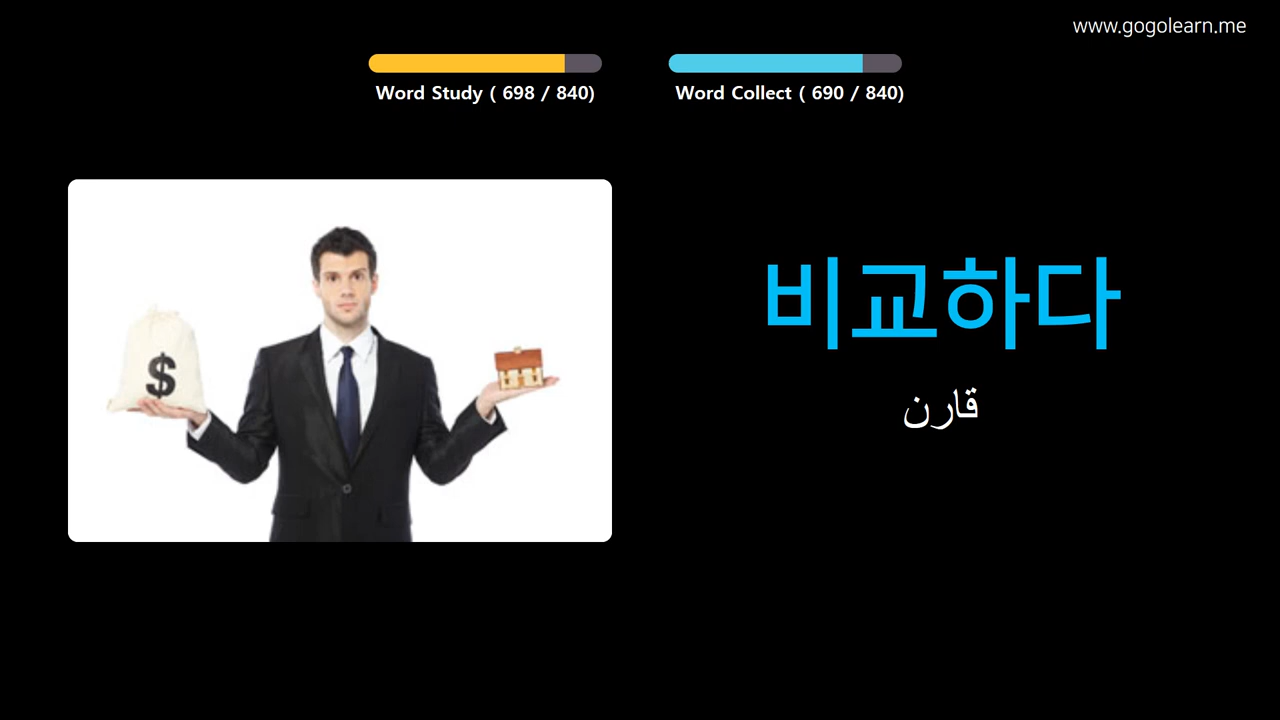 www.gogolearn.me
Word Study ( 698 / 840)
Word Collect ( 690 / 840)
$
비교하다
قارن